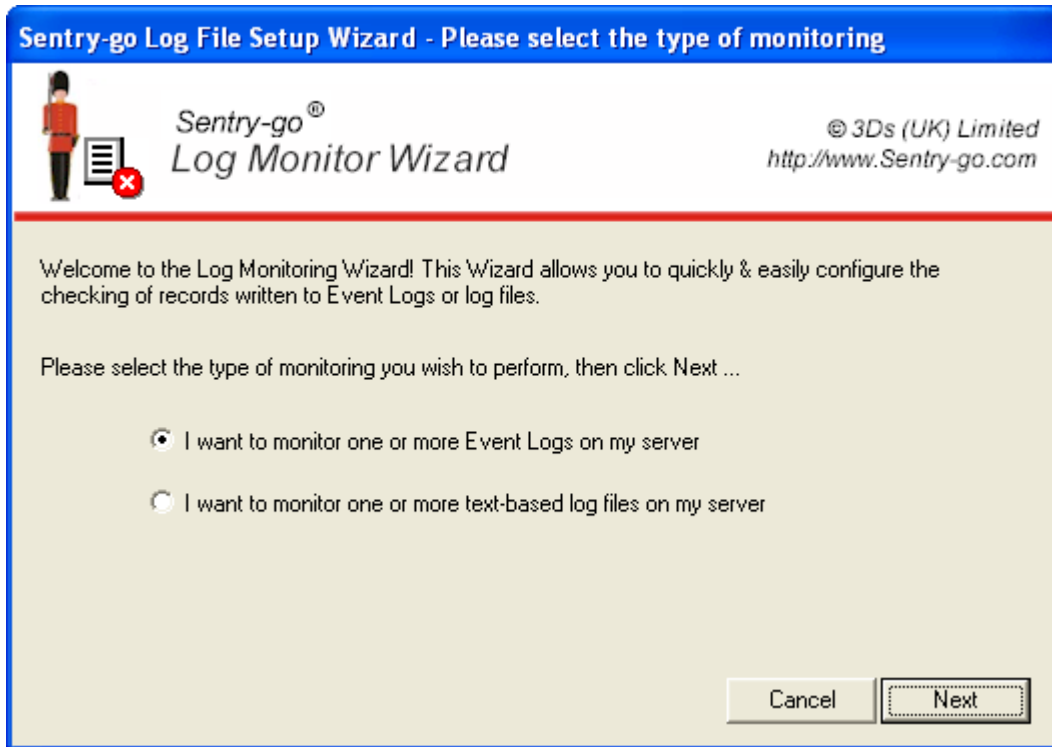 Sentry-go Log File Setup Wizard - Please select the type of monitoring
Sentry-go®
Log Monitor Wizard
© 3Ds (UK) Limited
http://www.Sentry-go.com
Welcome to the Log Monitoring Wizard! This Wizard allows you to quickly & easily configure the
checking of records written to Event Logs or log files.
Please select the type of monitoring you wish to perform, then click Next ...
I want to monitor one or more Event Logs on my server
I want to monitor one or more text-based log files on my server
Cancel
Next